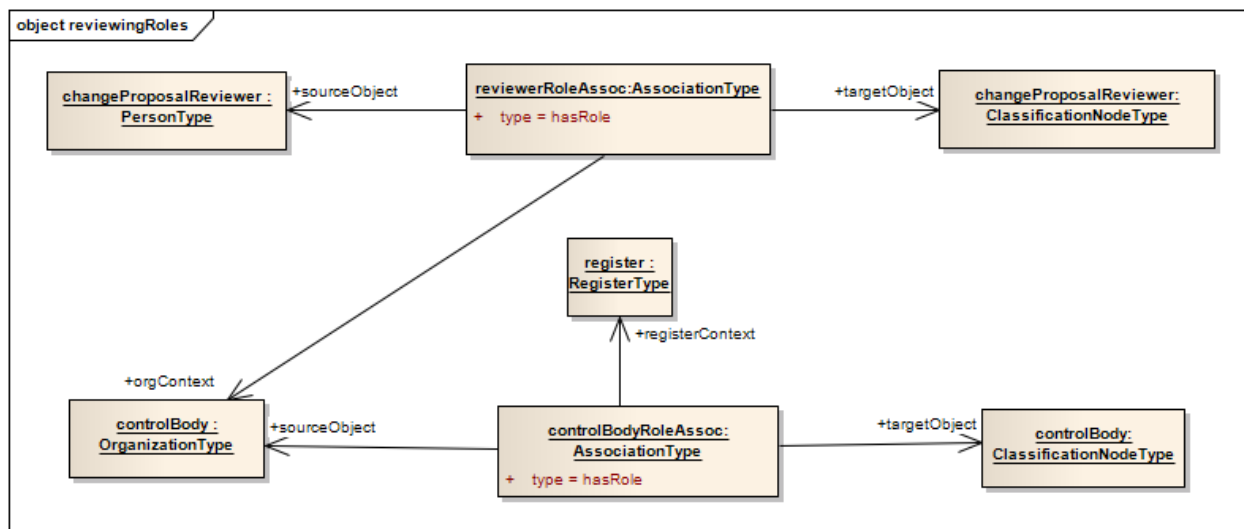 object reviewingRoles
changeProposalReviewer :
PersonType
+sourceObject
reviewerRoleAssoc:AssociationType
+ type = hasRole
+targetObject
changeProposalReviewer:
ClassificationNodeType
register :
RegisterType
+registerContext
+orgContext
controlBody :
OrganizationType
+sourceObject
controlBodyRoleAssoc:
AssociationType
+ type = hasRole
+targetObject
controlBody:
ClassificationNodeType